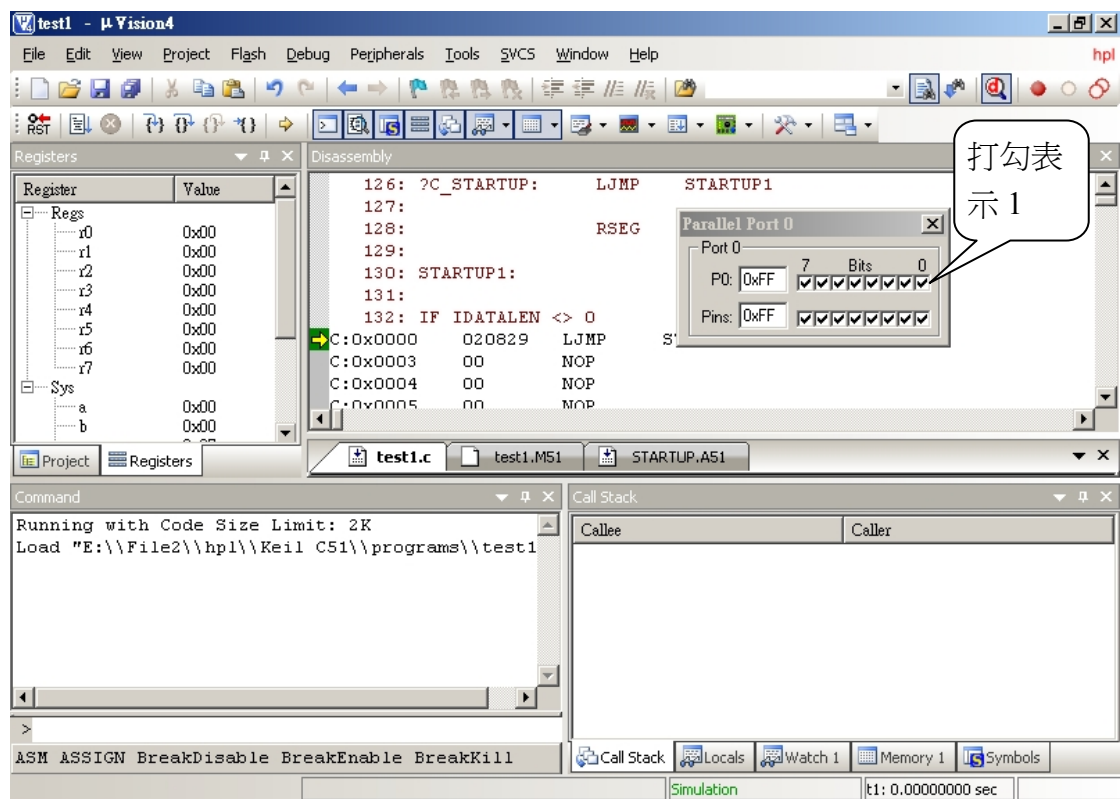 test1 - µVision4
File Edit View Project Flash Debug Peripherals Tools SVCS Window Help
hpl
RST
Registers
Disassembly
打勾表
示 1
Register Value
Regs
r0 0x00
r1 0x00
r2 0x00
r3 0x00
r4 0x00
r5 0x00
r6 0x00
r7 0x00
Sys
a 0x00
b 0x00
126: ?C_STARTUP: LJMP STARTUP1
127:
128: RSEG
129:
130: STARTUP1:
131:
132: IF IDATALEN <> 0
C:0x0000 020829 LJMP
C:0x0003 00 NOP
C:0x0004 00 NOP
C:0x0005 00 NOP
Parallel Port 0
Port 0
7 Bits 0
P0: 0xFF
Pins: 0xFF
Project Registers
test1.c test1.M51 STARTUP.A51
Command
Running with Code Size Limit: 2K
Load "E:\\File2\\hpl\\Keil C51\\programs\\test1
>
ASM ASSIGN BreakDisable BreakEnable BreakKill
Call Stack
Callee Caller
Call Stack Locals Watch 1 Memory 1 Symbols
Simulation t1: 0.00000000 sec